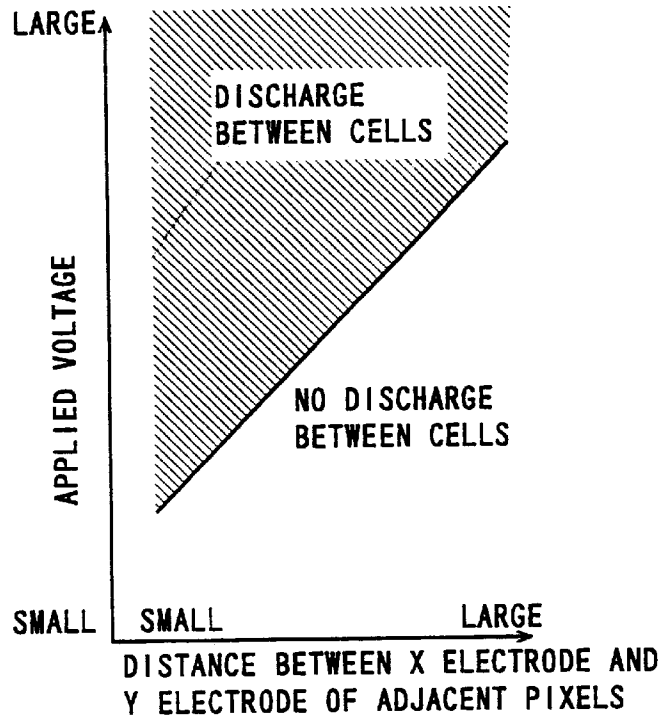 LARGE
DISCHARGE
BETWEEN CELLS
APPLIED VOLTAGE
NO DISCHARGE
BETWEEN CELLS
SMALL SMALL LARGE
DISTANCE BETWEEN X ELECTRODE AND
Y ELECTRODE OF ADJACENT PIXELS